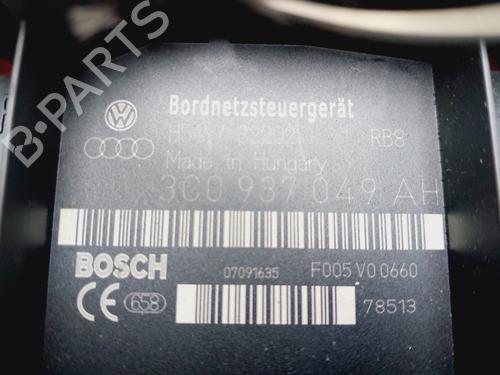 B-PARTS
Bordnetzsteuergerät
RB8
Made in Hungary
3C0 937 049 AH
BOSCH
07091635
F005 V0 0660
CE
658
78513